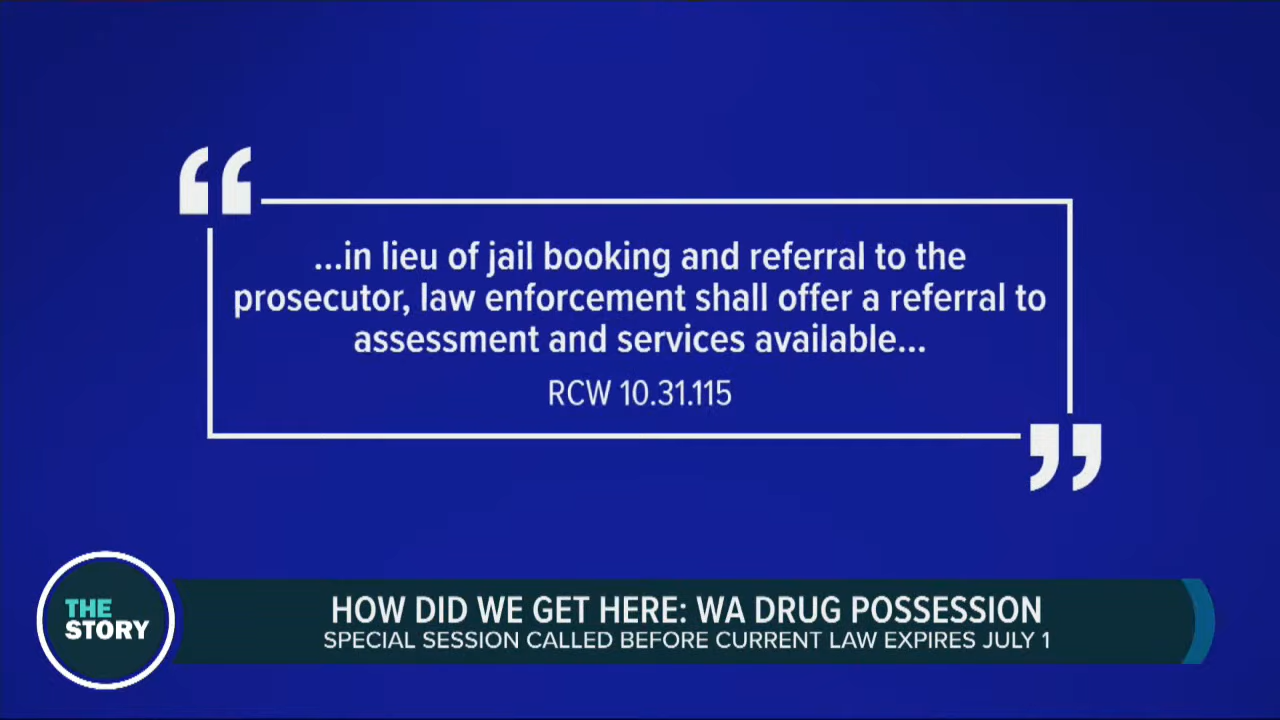 ...in lieu of jail booking and referral to the
prosecutor, law enforcement shall offer a referral to
assessment and services available...
RCW 10.31.115
THE
STORY
HOW DID WE GET HERE: WA DRUG POSSESSION
SPECIAL SESSION CALLED BEFORE CURRENT LAW EXPIRES JULY 1